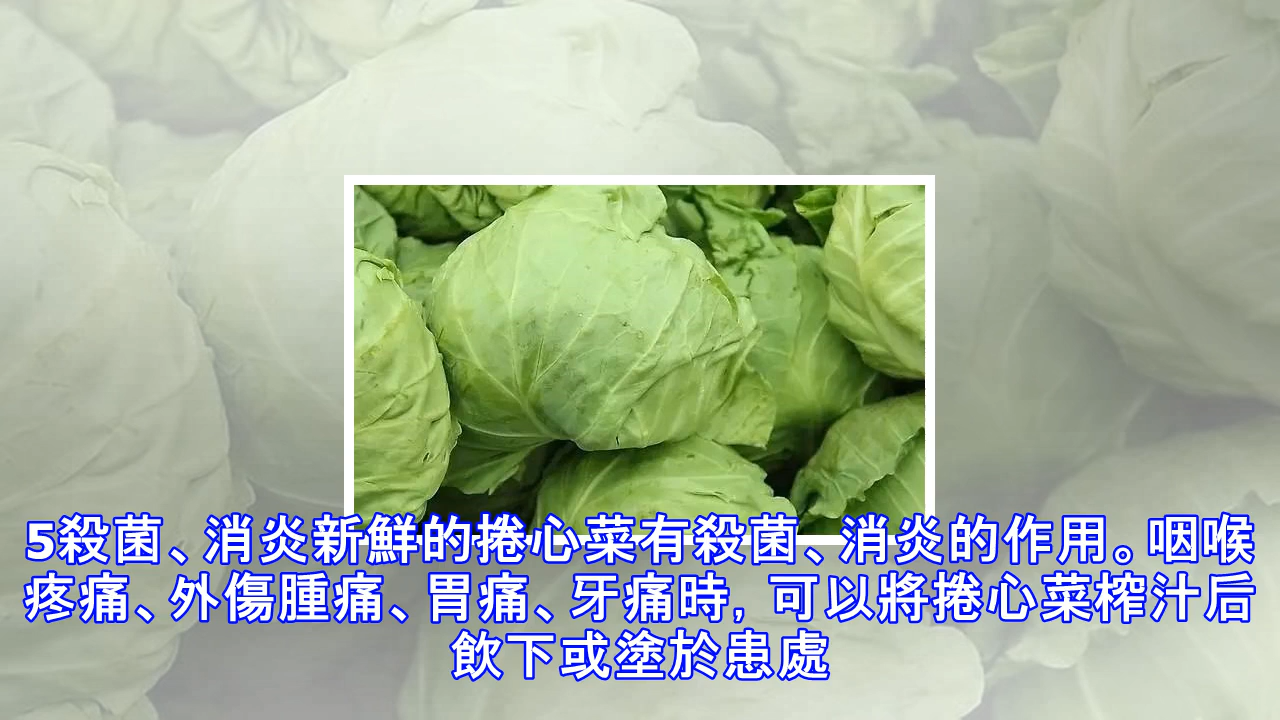 5殺菌、消炎新鮮的捲心菜有殺菌、消炎的作用。咽喉
疼痛、外傷腫痛、胃痛、牙痛時, 可以將捲心菜榨汁后
飲下或塗於患處